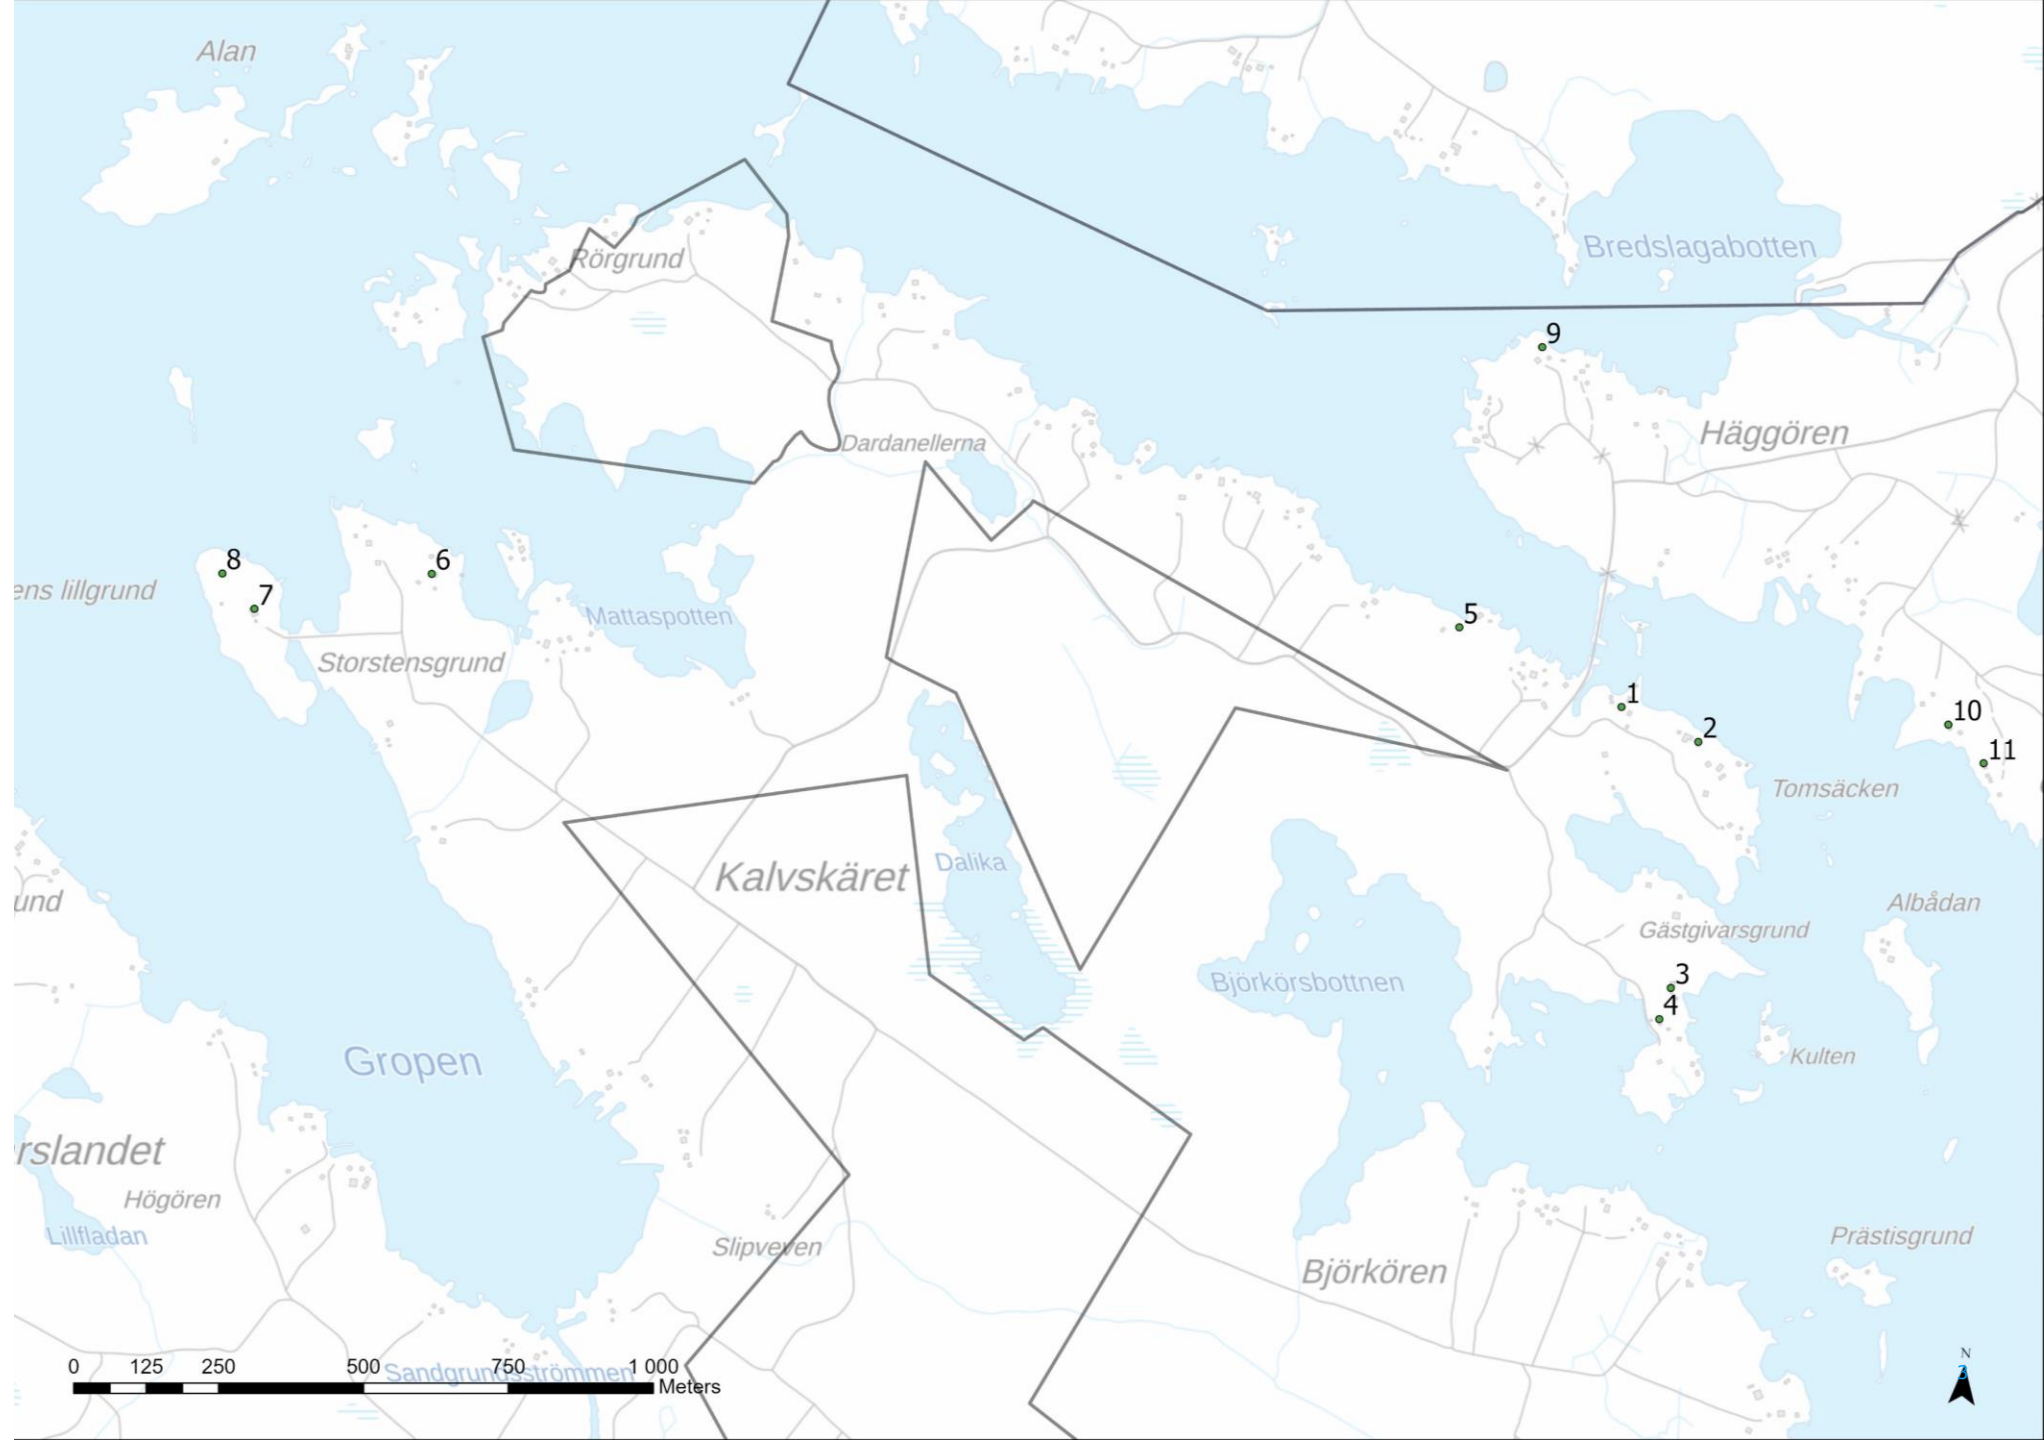 Alan
Rörgrund
Bredslagabotten
9
Häggören
Dardanellerna
8
6
7
ens lillgrund
Mattaspotten
5
Storstensgrund
1
2
10
11
Tomsäcken
Kalvskäret
Dalika
und
Albådan
Gästgivarsgrund
3
4
Björkörsbottnen
Gropen
Kulten
rslandet
Högören
Lillfladan
Slipveven
Prästisgrund
Björkören
0 125 250 500 750 1 000
Meters
Sandgrundsströmmen
N
3